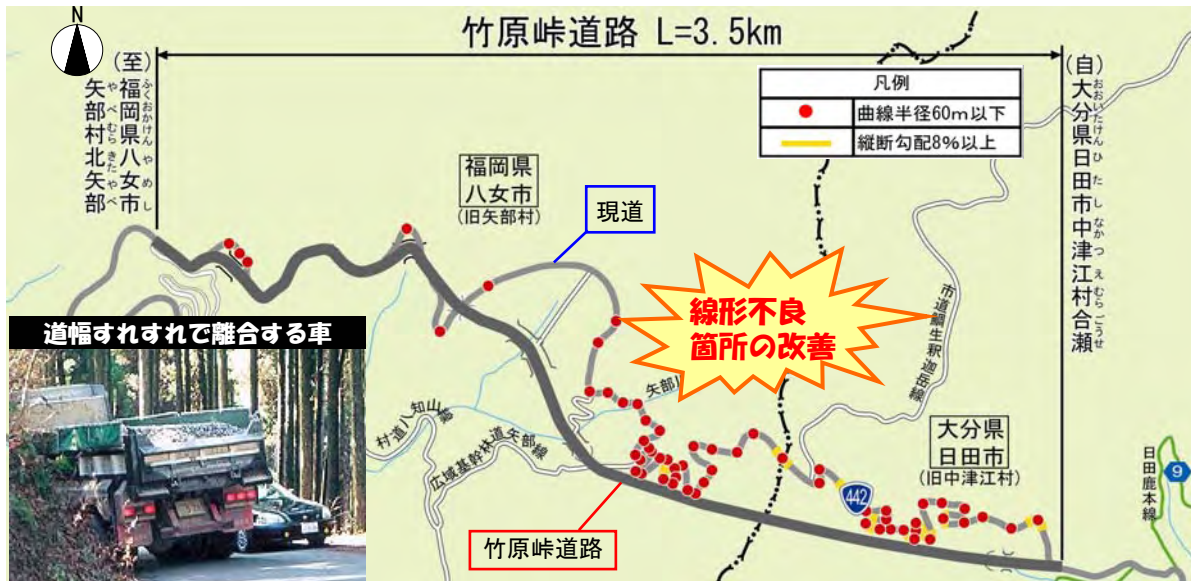 N
竹原峠道路 L=3.5km
(至)
福岡県八女市
ふくおかけんやめし
矢部村北矢部
やべむらきたやべ
(自)
大分県日田市中津江村合瀬
おおいたけんひたしなかつえむらごうせ
凡例
曲線半径60m以下
縦断勾配8%以上
福岡県
八女市
(旧矢部村)
現道
線形不良
箇所の改善
市道鯛生釈迦岳線
道幅すれすれで離合する車
矢部川
村道八知山線
広域基幹林道矢部線
大分県
日田市
(旧中津江村)
442
日田鹿本線
9
竹原峠道路